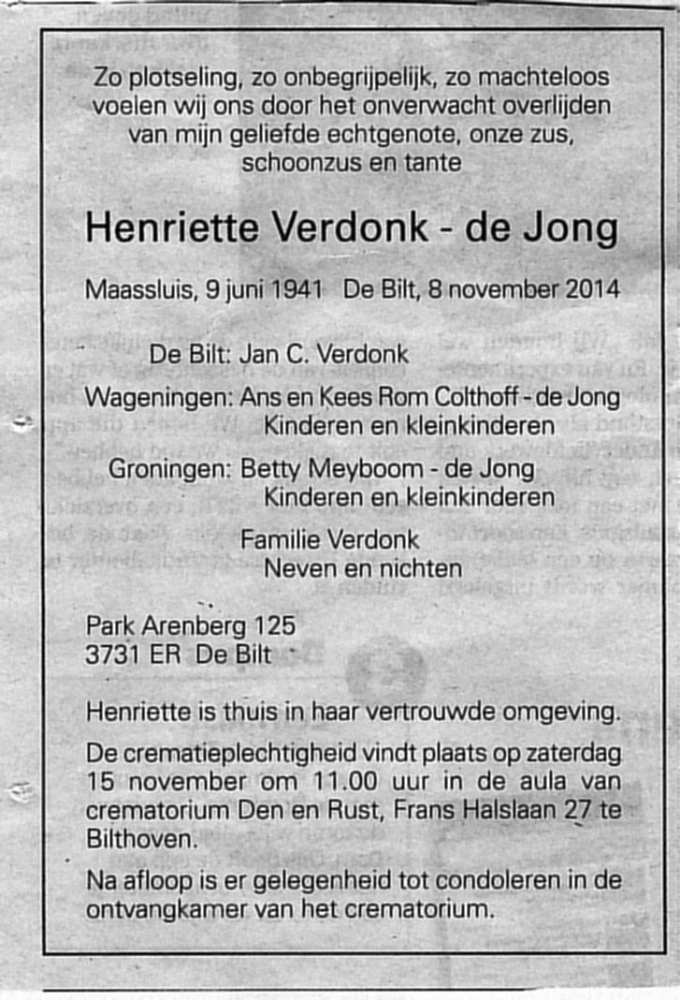 Zo plotseling, zo onbegrijpelijk, zo machteloos
voelen wij ons door het onverwacht overlijden
van mijn geliefde echtgenote, onze zus,
schoonzus en tante
Henriette Verdonk - de Jong
Maassluis, 9 juni 1941 De Bilt, 8 november 2014
De Bilt: Jan C. Verdonk
Wageningen: Ans en Kees Rom Colthoff - de Jong
Kinderen en kleinkinderen
Groningen: Betty Meyboom - de Jong
Kinderen en kleinkinderen
Familie Verdonk
Neven en nichten
Park Arenberg 125
3731 ER De Bilt
Henriette is thuis in haar vertrouwde omgeving.
De crematieplechtigheid vindt plaats op zaterdag
15 november om 11.00 uur in de aula van
crematorium Den en Rust, Frans Halslaan 27 te
Bilthoven.
Na afloop is er gelegenheid tot condoleren in de
ontvangkamer van het crematorium.